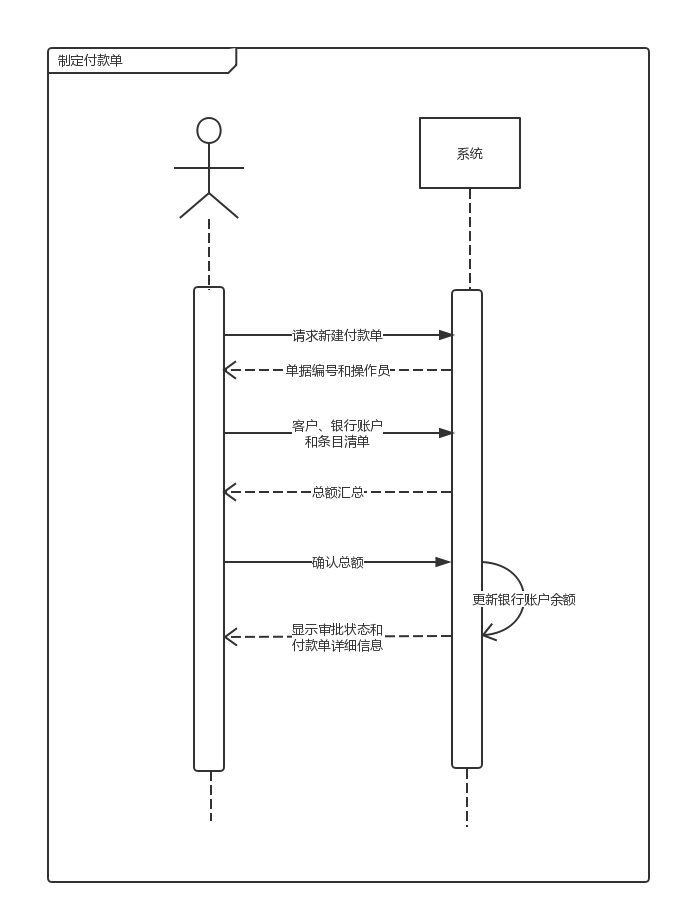 制定付款单
系统
请求新建付款单
单据编号和操作员
客户、银行账户
和条目清单
总额汇总
确认总额
更新银行账户余额
显示审批状态和
付款单详细信息